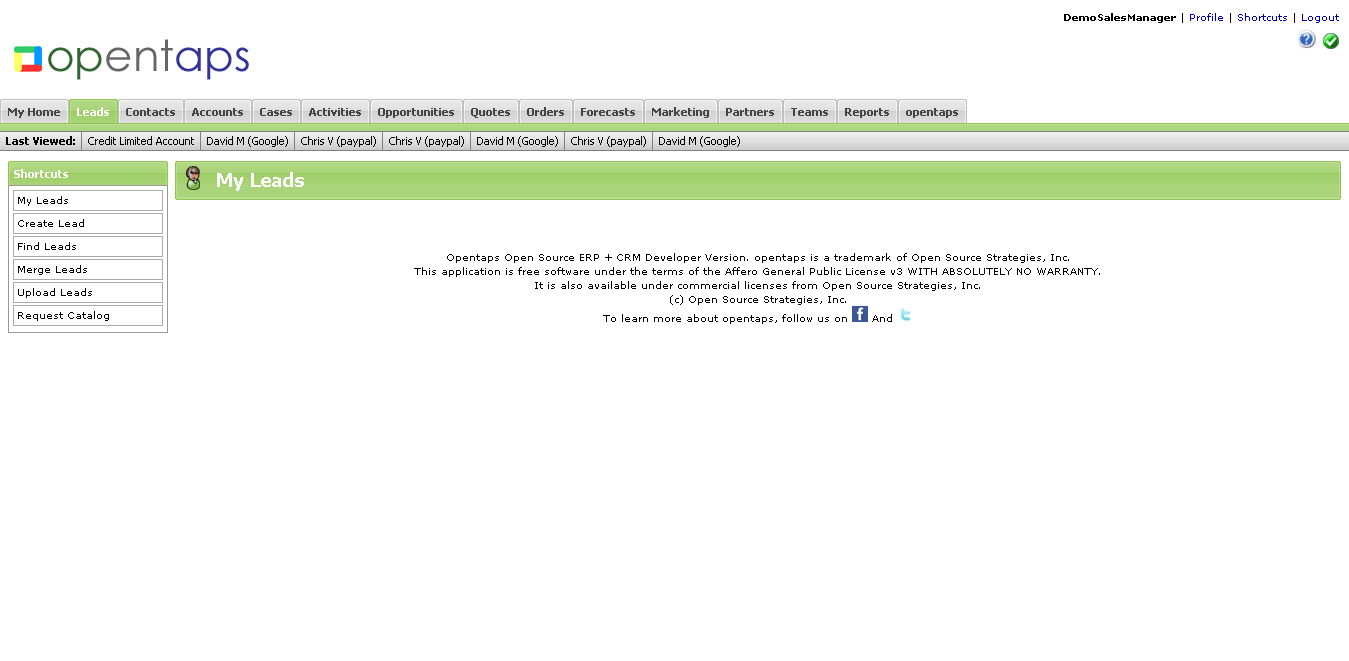 DemoSalesManager | Profile | Shortcuts | Logout
opentaps
My Home Leads Contacts Accounts Cases Activities Opportunities Quotes Orders Forecasts Marketing Partners Teams Reports opentaps
Last Viewed: Credit Limited Account David M (Google) Chris V (paypal) Chris V (paypal) David M (Google) Chris V (paypal) David M (Google)
Shortcuts
My Leads
Create Lead
Find Leads
Merge Leads
Upload Leads
Request Catalog
My Leads
Opentaps Open Source ERP + CRM Developer Version. opentaps is a trademark of Open Source Strategies, Inc.
This application is free software under the terms of the Affero General Public License v3 WITH ABSOLUTELY NO WARRANTY.
It is also available under commercial licenses from Open Source Strategies, Inc.
(c) Open Source Strategies, Inc.
To learn more about opentaps, follow us on f And t